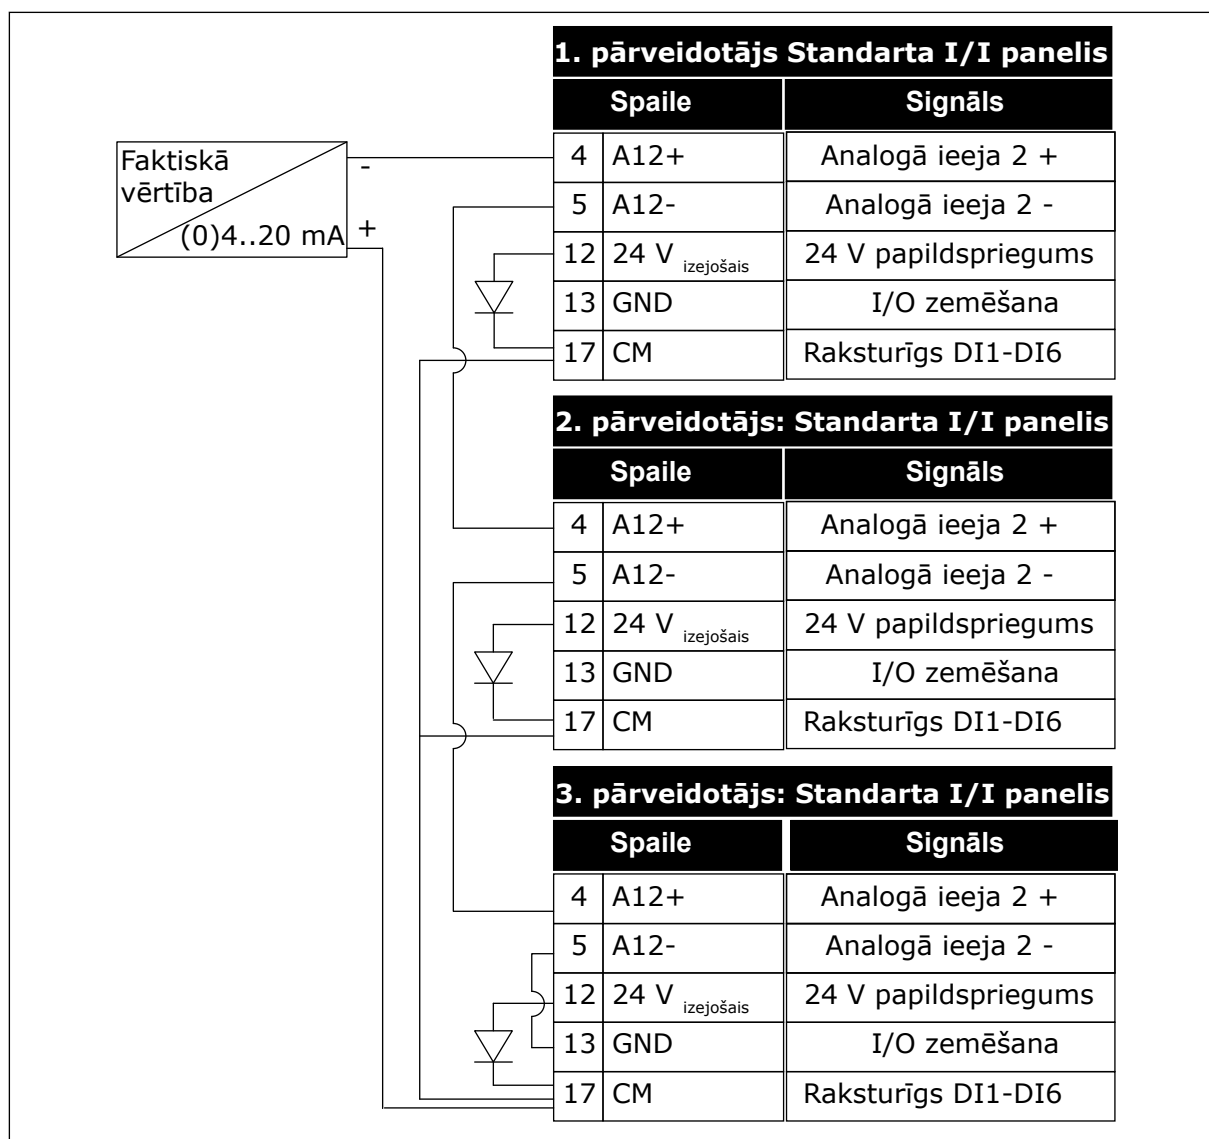 1. pārveidotājs Standarta I/I panelis
Spaile Signāls
Faktiskā
vērtība
(0)4..20 mA
-
+
4 A12+ Analogā ieeja 2 +
5 A12- Analogā ieeja 2 -
12 24 V izejošais 24 V papildspriegums
13 GND I/O zemēšana
17 CM Raksturīgs DI1-DI6
2. pārveidotājs: Standarta I/I panelis
Spaile Signāls
4 A12+ Analogā ieeja 2 +
5 A12- Analogā ieeja 2 -
12 24 V izejošais 24 V papildspriegums
13 GND I/O zemēšana
17 CM Raksturīgs DI1-DI6
3. pārveidotājs: Standarta I/I panelis
Spaile Signāls
4 A12+ Analogā ieeja 2 +
5 A12- Analogā ieeja 2 -
12 24 V izejošais 24 V papildspriegums
13 GND I/O zemēšana
17 CM Raksturīgs DI1-DI6